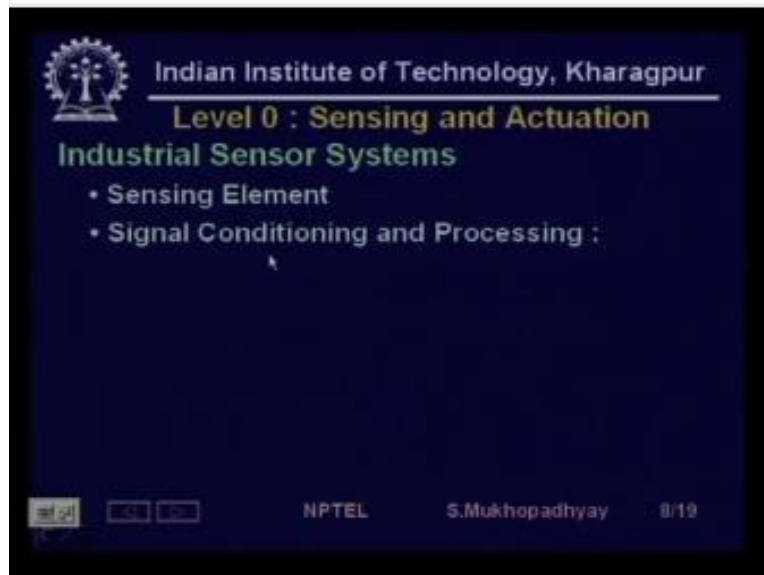 Indian Institute of Technology, Kharagpur
Level 0 : Sensing and Actuation
Industrial Sensor Systems
• Sensing Element
• Signal Conditioning and Processing :
NPTEL S.Mukhopadhyay 8/19